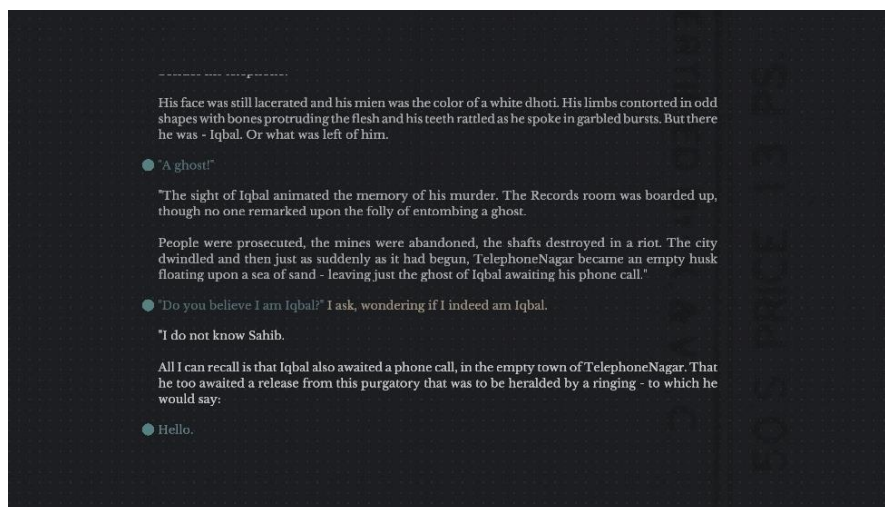 His face was still lacerated and his mien was the color of a white dhoti. His limbs contorted in odd
shapes with bones protruding the flesh and his teeth rattled as he spoke in garbled bursts. But there
he was - Iqbal. Or what was left of him.
"A ghost!"
"The sight of Iqbal animated the memory of his murder. The Records room was boarded up,
though no one remarked upon the folly of entombing a ghost.
People were prosecuted, the mines were abandoned, the shafts destroyed in a riot. The city
dwindled and then just as suddenly as it had begun, TelephoneNagar became an empty husk
floating upon a sea of sand - leaving just the ghost of Iqbal awaiting his phone call."
"Do you believe I am Iqbal?" I ask, wondering if I indeed am Iqbal.
"I do not know Sahib.
All I can recall is that Iqbal also awaited a phone call, in the empty town of TelephoneNagar. That
he too awaited a release from this purgatory that was to be heralded by a ringing - to which he
would say:
Hello.
50 S PRICE 13 PS.